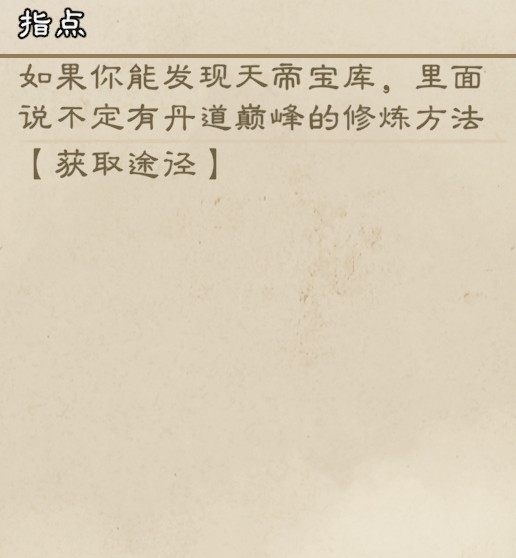 指点
如果你能发现天帝宝库，里面
说不定有丹道巅峰的修炼方法
【获取途径】